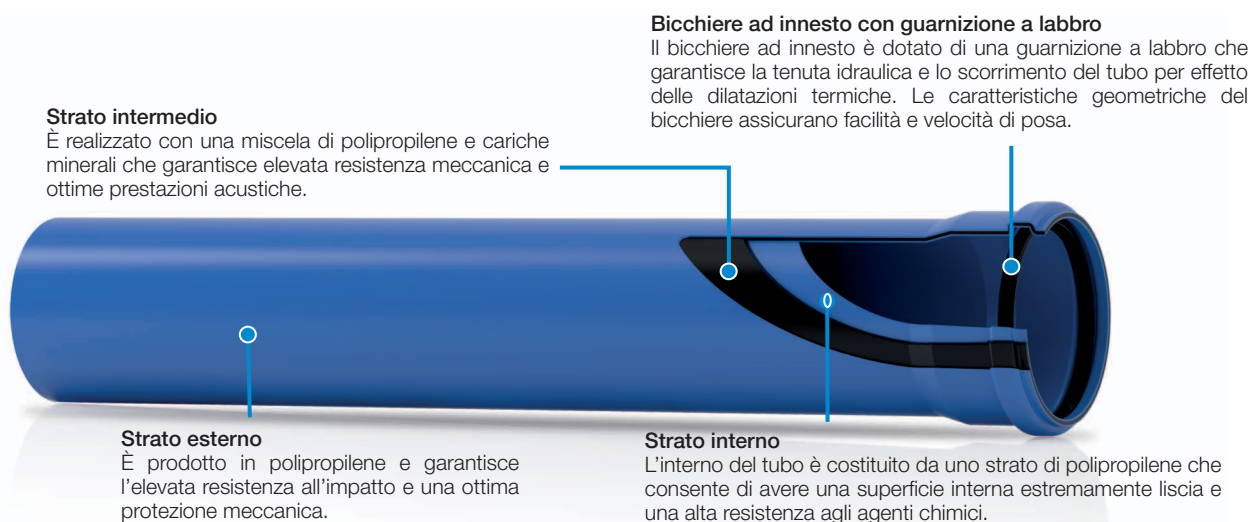 Bicchiere ad innesto con guarnizione a labbro
Il bicchiere ad innesto è dotato di una guarnizione a labbro che
garantisce la tenuta idraulica e lo scorrimento del tubo per effetto
delle dilatazioni termiche. Le caratteristiche geometriche del
bicchiere assicurano facilità e velocità di posa.
Strato intermedio
È realizzato con una miscela di polipropilene e cariche
minerali che garantisce elevata resistenza meccanica e
ottime prestazioni acustiche.
Strato esterno
È prodotto in polipropilene e garantisce
l’elevata resistenza all’impatto e una ottima
protezione meccanica.
Strato interno
L’interno del tubo è costituito da uno strato di polipropilene che
consente di avere una superficie interna estremamente liscia e
una alta resistenza agli agenti chimici.